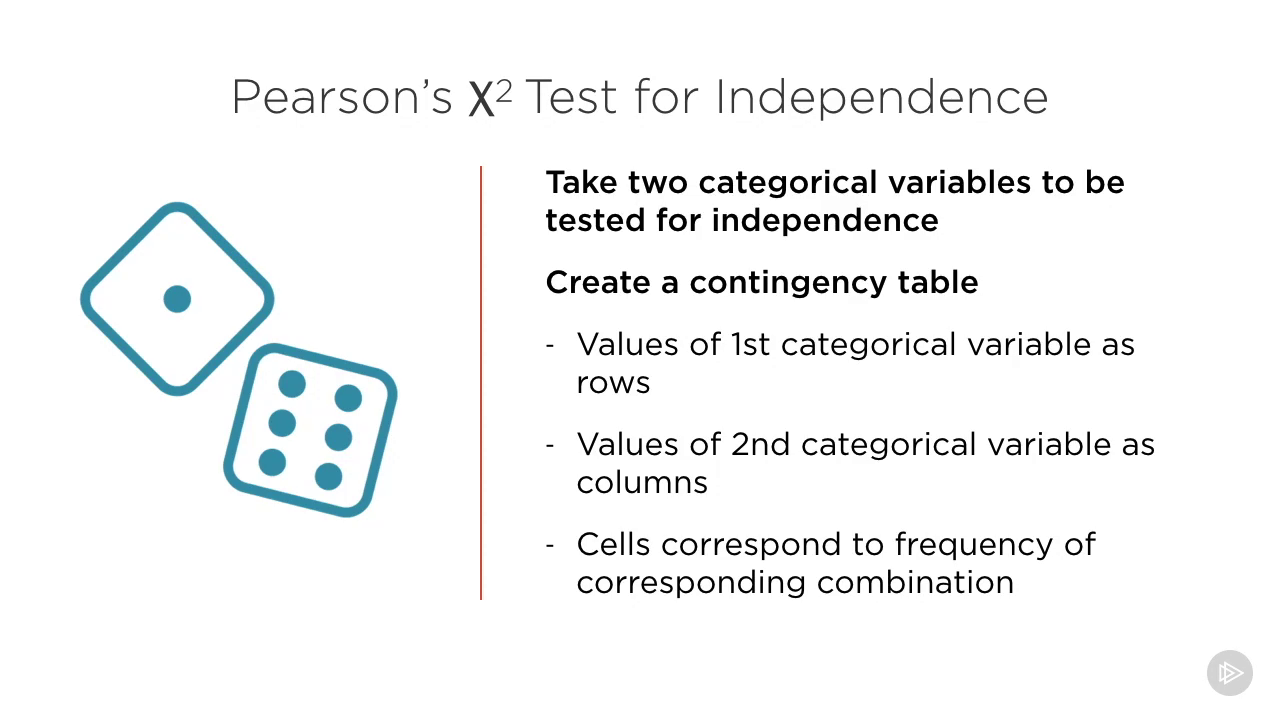 Pearson’s χ² Test for Independence
Take two categorical variables to be
tested for independence
Create a contingency table
- Values of 1st categorical variable as
rows
- Values of 2nd categorical variable as
columns
- Cells correspond to frequency of
corresponding combination